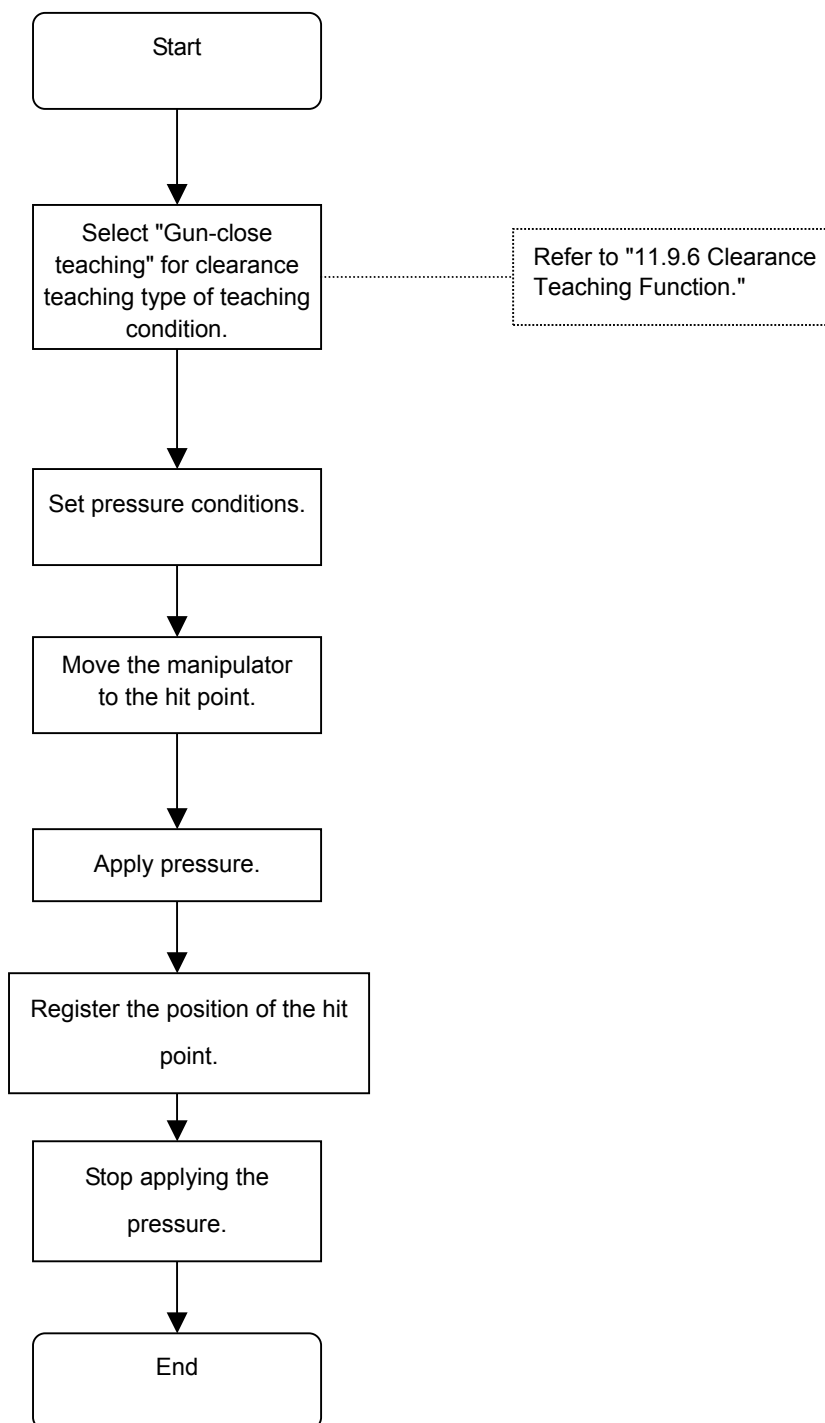 Start
Select "Gun-close
teaching" for clearance
teaching type of teaching
condition.
Refer to "11.9.6 Clearance
Teaching Function."
Set pressure conditions.
Move the manipulator
to the hit point.
Apply pressure.
Register the position of the hit
point.
Stop applying the
pressure.
End